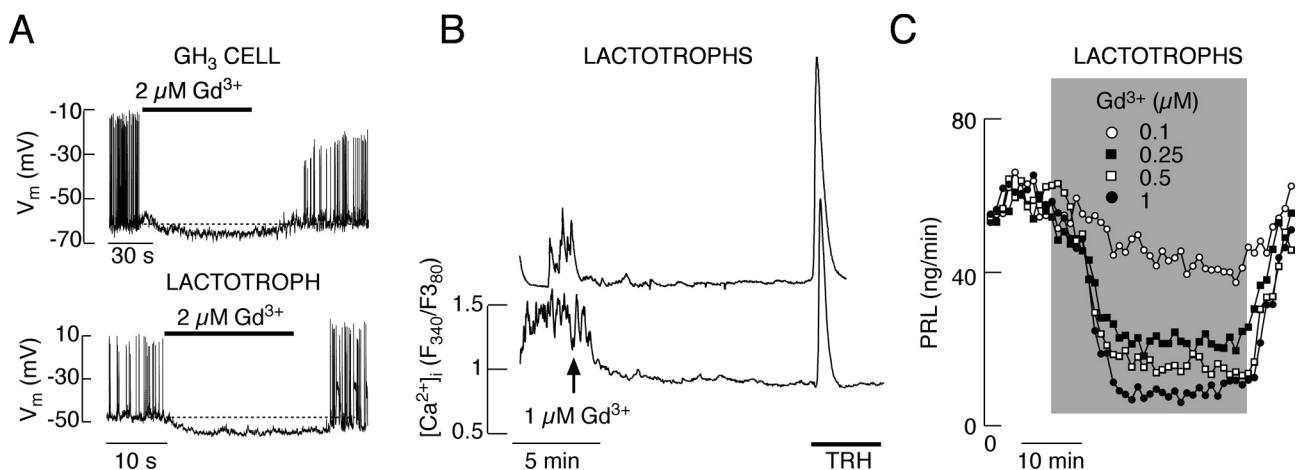 A
GH3 CELL
2 μM Gd3+
-10
-30
-50
-70
Vm (mV)
30 s
LACTOTROPH
2 μM Gd3+
10
-10
-30
-50
Vm (mV)
10 s
B
LACTOTROPHS
1.5
1
0.5
[Ca2+]i (F340/F380)
1 μM Gd3+
5 min
TRH
C
LACTOTROPHS
Gd3+ (μM)
0.1
0.25
0.5
1
80
40
0
PRL (ng/min)
0
10 min